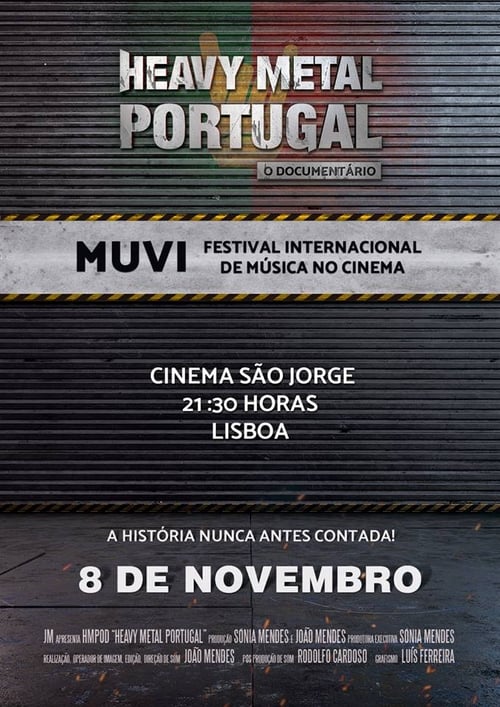 HEAVY METAL
PORTUGAL
O DOCUMENTÁRIO
MUVI FESTIVAL INTERNACIONAL
DE MÚSICA NO CINEMA
CINEMA SÃO JORGE
21 :30 HORAS
LISBOA
A HISTÓRIA NUNCA ANTES CONTADA!
8 DE NOVEMBRO
JM APRESENTA HMPOD "HEAVY METAL PORTUGAL" PRODUÇÃO SÓNIA MENDES E JOÃO MENDES PRODUTORA EXECUTIVA SÓNIA MENDES
REALIZAÇÃO, OPERADOR DE IMAGEM, EDIÇÃO, DIREÇÃO DE SOM JOÃO MENDES PÓS PRODUÇÃO DE SOM RODOLFO CARDOSO GRAFISMO LUÍS FERREIRA